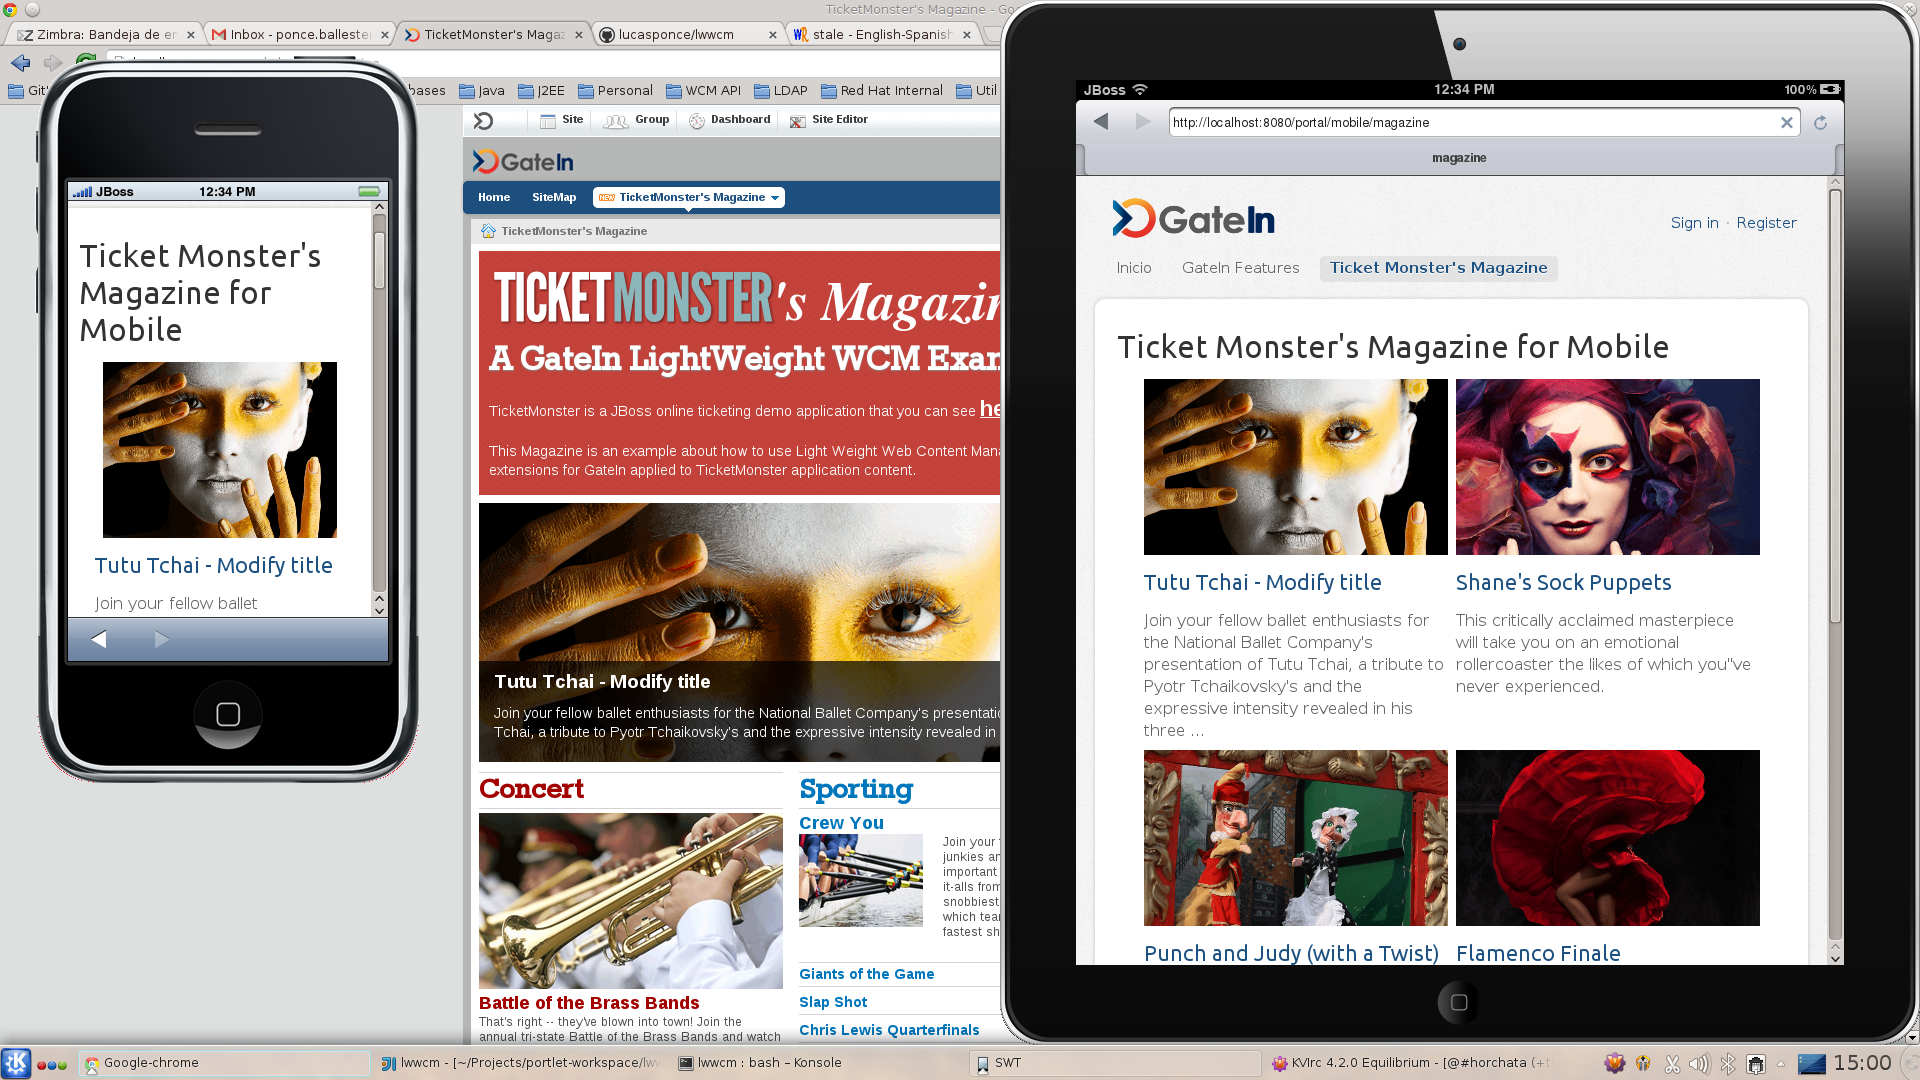 TicketMonster's Magazine - Go
Zimbra: Bandeja de en
Inbox - ponce.ballester
TicketMonster's Magaz
lucasponce/lwwcm
stale - English-Spanish
Java
J2EE
Personal
WCM API
LDAP
Red Hat Internal
Util
Site
Group
Dashboard
Site Editor
GateIn
Home
SiteMap
NEW TicketMonster's Magazine
TicketMonster's Magazine
TICKETMONSTER's Magazin
A GateIn LightWeight WCM Exam
TicketMonster is a JBoss online ticketing demo application that you can see he
This Magazine is an example about how to use Light Weight Web Content Man
extensions for GateIn applied to TicketMonster application content.
Tutu Tchai - Modify title
Join your fellow ballet enthusiasts for the National Ballet Company's presentatio
Tchai, a tribute to Pyotr Tchaikovsky's and the expressive intensity revealed in
Concert
Battle of the Brass Bands
That's right -- they've blown into town! Join the
annual tri-state Battle of the Brass Bands and watch
Sporting
Crew You
Join your
junkies an
important
it-alls from
snobbiest
which tea
fastest sh
Giants of the Game
Slap Shot
Chris Lewis Quarterfinals
JBoss
12:34 PM
Ticket Monster's
Magazine for
Mobile
Tutu Tchai - Modify title
Join your fellow ballet
JBoss
12:34 PM
100%
http://localhost:8080/portal/mobile/magazine
magazine
GateIn
Sign in · Register
Inicio
GateIn Features
Ticket Monster's Magazine
Ticket Monster's Magazine for Mobile
Tutu Tchai - Modify title
Join your fellow ballet enthusiasts for
the National Ballet Company's
presentation of Tutu Tchai, a tribute to
Pyotr Tchaikovsky's and the
expressive intensity revealed in his
three ...
Shane's Sock Puppets
This critically acclaimed masterpiece
will take you on an emotional
rollercoaster the likes of which you"ve
never experienced.
Punch and Judy (with a Twist)
Flamenco Finale
Google-chrome
lwwcm - [~/Projects/portlet-workspace/lww
lwwcm : bash – Konsole
SWT
KVIrc 4.2.0 Equilibrium - [@#horchata (+t
15:00